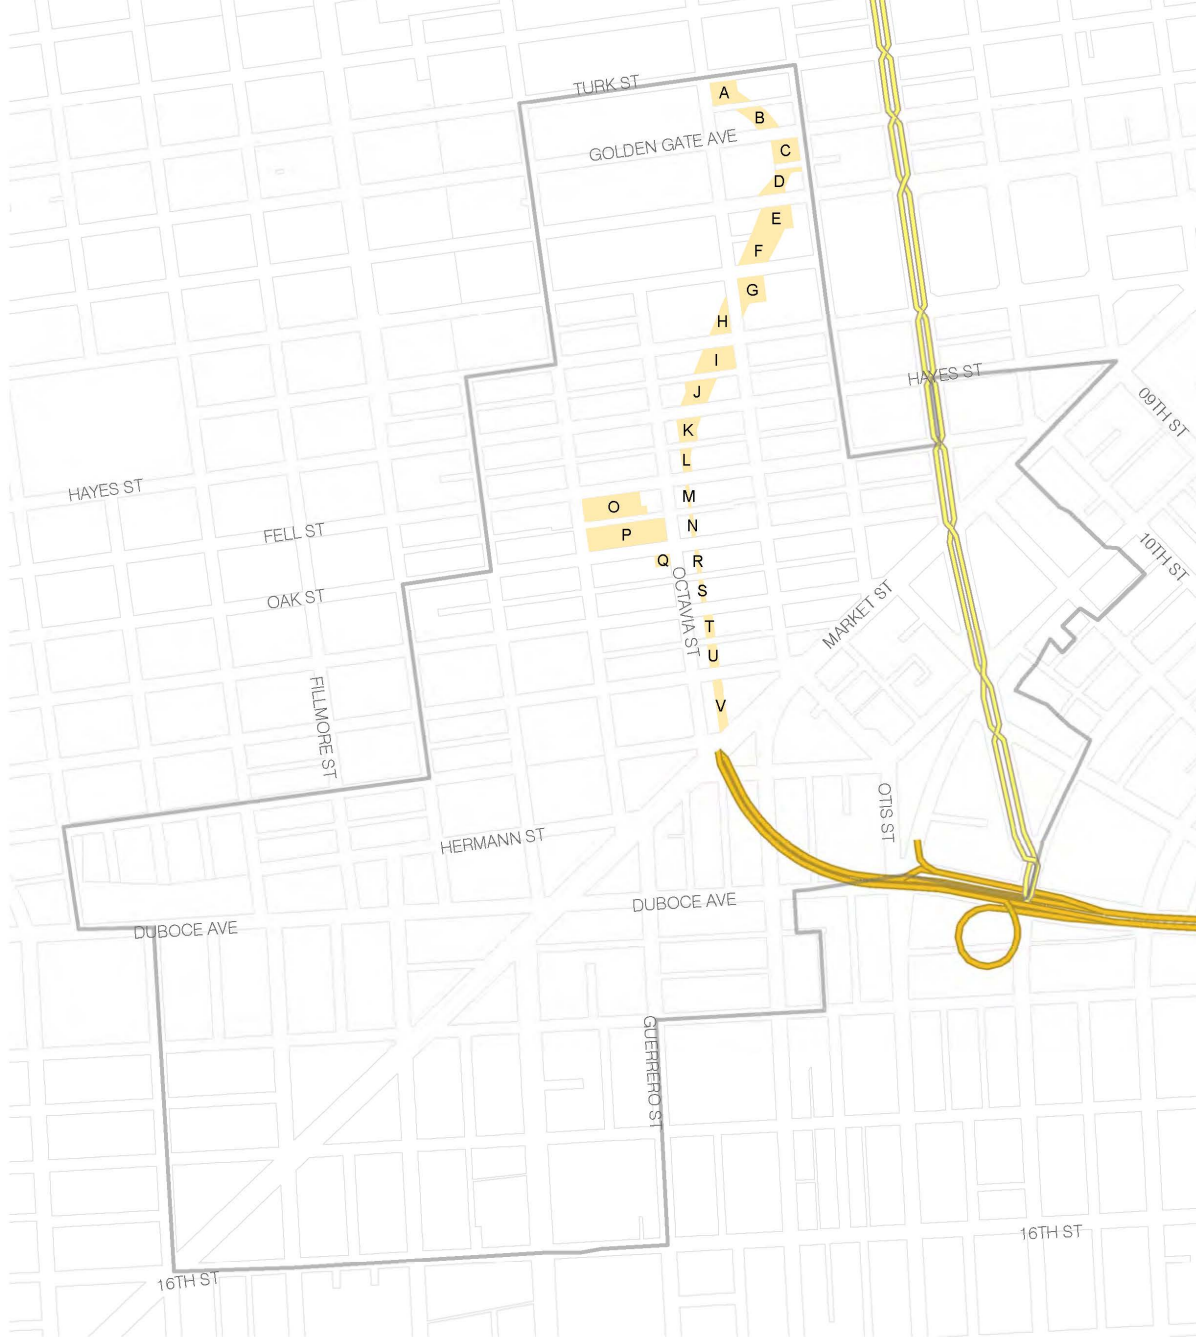 TURK ST
A
B
GOLDEN GATE AVE
C
D
E
F
G
H
I
HAYES ST
J
09TH ST
K
L
HAYES ST
M
O
N
FELL ST
P
10TH ST
Q
R
S
OAK ST
OCTAVIA ST
MARKET ST
T
U
V
FILLMORE ST
OTIS ST
HERMANN ST
DUBOCE AVE
DUBOCE AVE
GUERRERO ST
16TH ST
16TH ST